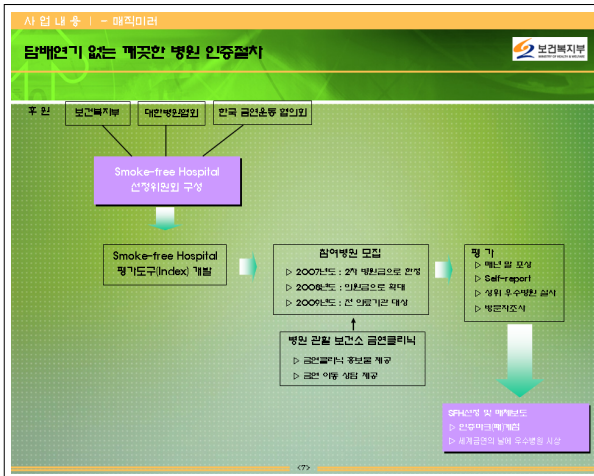 사업내용 | - 매직미러
담배연기 없는 깨끗한 병원 인증절차
보건복지부
MINISTRY OF HEALTH & WELFARE
후 원
보건복지부
대한병원협회
한국 금연운동 협의회
Smoke-free Hospital
선정위원회 구성
Smoke-free Hospital
평가도구(Index) 개발
참여병원 모집
▷ 2007년도 : 2차 병원급으로 한정
▷ 2008년도 : 의원급으로 확대
▷ 2009년도 : 전 의료기관 대상
평 가
▷ 매년 말 포상
▷ Self-report
▷ 상위 우수병원 실사
▷ 방문자조사
병원 관할 보건소 금연클리닉
▷ 금연클리닉 홍보물 제공
▷ 금연 이동 상담 제공
SFH선정 및 매체보도
▷ 인증마크(패)계첨
▷ 세계금연의 날에 우수병원 시상
<7>